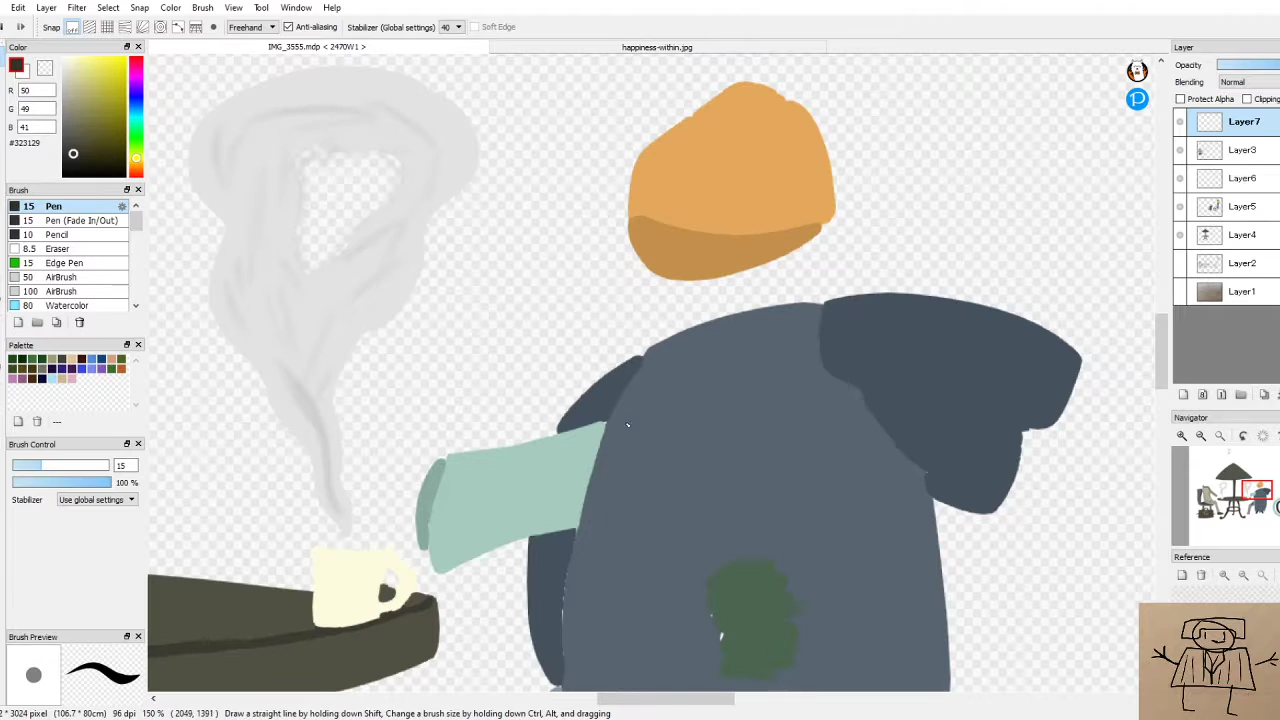 Edit Layer Filter Select Snap Color Brush View Tool Window Help
Snap off Freehand Anti-aliasing Stabilizer (Global settings) 40 Soft Edge
Color IMG_3555.mdp < 2470W1 > happiness-within.jpg Layer
R 50
G 49
B 41
#323129
Opacity
Blending Normal
Protect Alpha Clipping
Layer7
Layer3
Layer6
Layer5
Layer4
Layer2
Layer1
Brush
15 Pen
15 Pen (Fade In/Out)
10 Pencil
8.5 Eraser
Edge Pen
50 AirBrush
100 AirBrush
80 Watercolor
Palette
---
Brush Control
15
100 %
Stabilizer Use global settings
Navigator
Reference
Brush Preview
* 3024 pixel (106.7 * 80cm) 96 dpi 150 % ( 2049, 1391 ) Draw a straight line by holding down Shift, Change a brush size by holding down Ctrl, Alt, and dragging